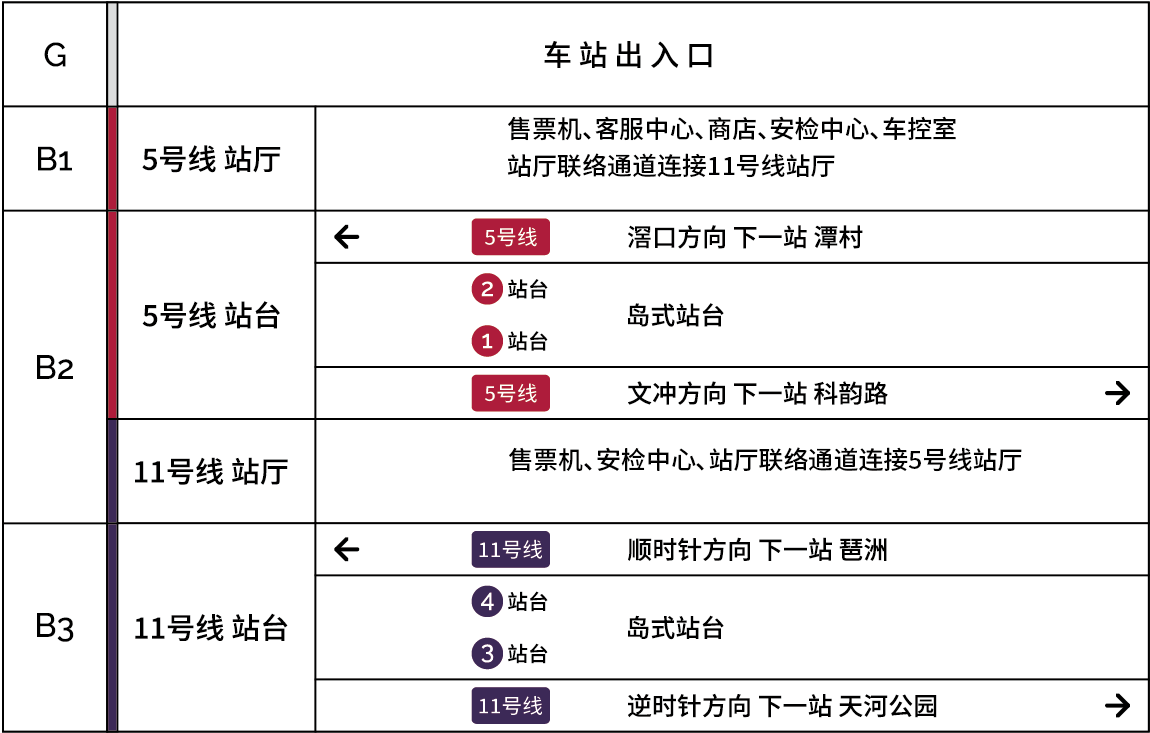 G
车站出入口
B1
5号线 站厅
售票机、客服中心、商店、安检中心、车控室
站厅联络通道连接11号线站厅
B2
5号线 站台
← 5号线 滘口方向 下一站 潭村
2 站台
岛式站台
1 站台
5号线 文冲方向 下一站 科韵路 →
11号线 站厅
售票机、安检中心、站厅联络通道连接5号线站厅
B3
11号线 站台
← 11号线 顺时针方向 下一站 琶洲
4 站台
岛式站台
3 站台
11号线 逆时针方向 下一站 天河公园 →